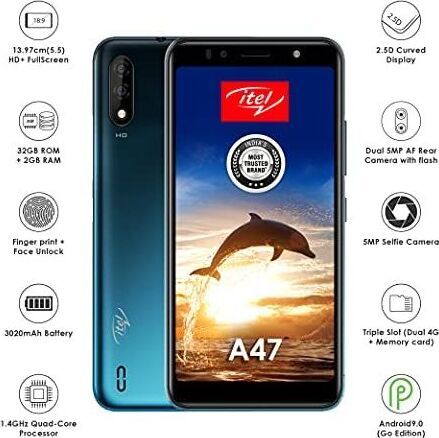 18:9
13.97cm(5.5)
HD+ FullScreen
32GB ROM
+ 2GB RAM
Finger print +
Face Unlock
3020mAh Battery
1.4GHz Quad-Core
Processor
HD
itel
itel
INDIA'S
MOST
TRUSTED
BRAND
A47
2.5D
2.5D Curved
Display
Dual 5MP AF Rear
Camera with flash
5MP Selfie Camera
Triple Slot (Dual 4G
+ Memory card)
Android9.0
(Go Edition)